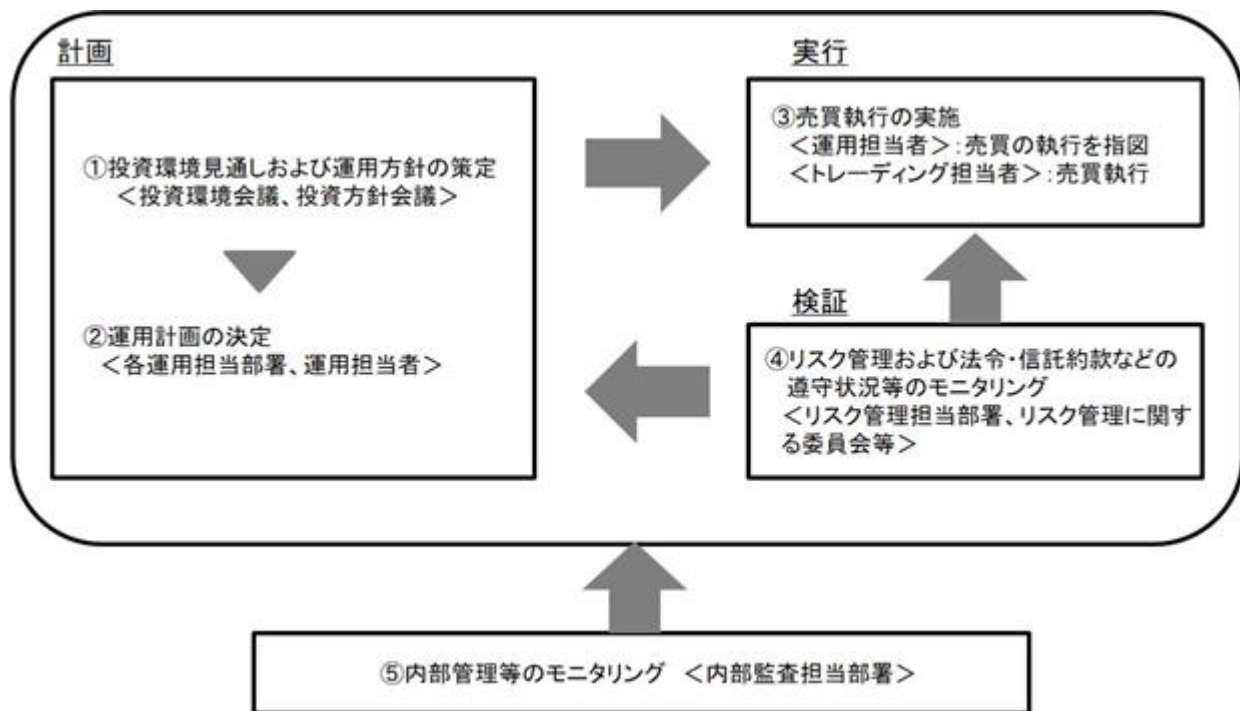 計画
①投資環境見通しおよび運用方針の策定
＜投資環境会議、投資方針会議＞
②運用計画の決定
＜各運用担当部署、運用担当者＞
実行
③売買執行の実施
＜運用担当者＞：売買の執行を指図
＜トレーディング担当者＞：売買執行
検証
④リスク管理および法令・信託約款などの
遵守状況等のモニタリング
＜リスク管理担当部署、リスク管理に関す
る委員会等＞
⑤内部管理等のモニタリング ＜内部監査担当部署＞